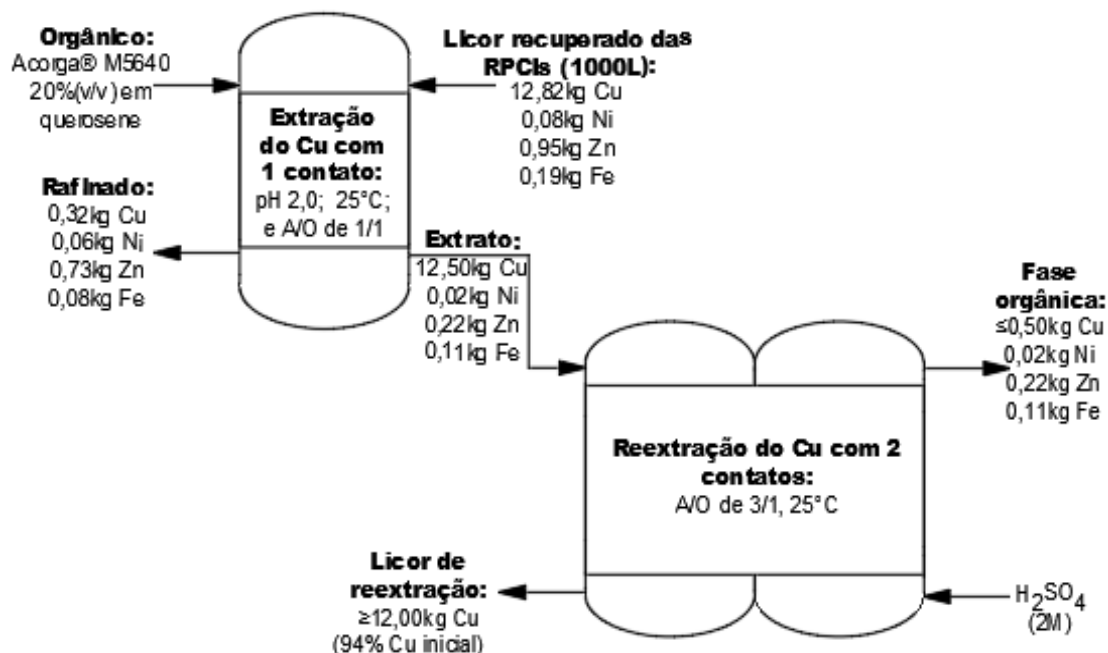 Orgânico:
Acorga® M5640
20%(v/v) em
querosene
Licor recuperado das
RPCIs (1000L):
12,82kg Cu
0,08kg Ni
0,95kg Zn
0,19kg Fe
Extração
do Cu com
1 contato:
pH 2,0; 25°C;
e A/O de 1/1
Rafinado:
0,32kg Cu
0,06kg Ni
0,73kg Zn
0,08kg Fe
Extrato:
12,50kg Cu
0,02kg Ni
0,22kg Zn
0,11kg Fe
Fase
orgânica:
≤0,50kg Cu
0,02kg Ni
0,22kg Zn
0,11kg Fe
Reextração do Cu com 2
contatos:
A/O de 3/1, 25°C
Licor de
reextração:
≥12,00kg Cu
(94% Cu inicial)
H2SO4
(2M)